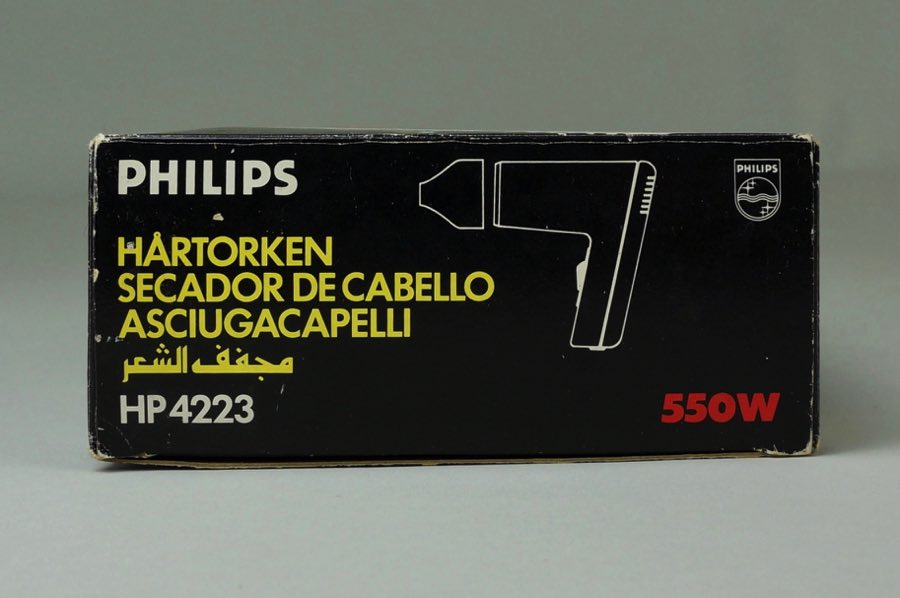 PHILIPS
PHILIPS
HÅRTORKEN
SECADOR DE CABELLO
ASCIUGACAPELLI
مجفف الشعر
HP 4223
550W